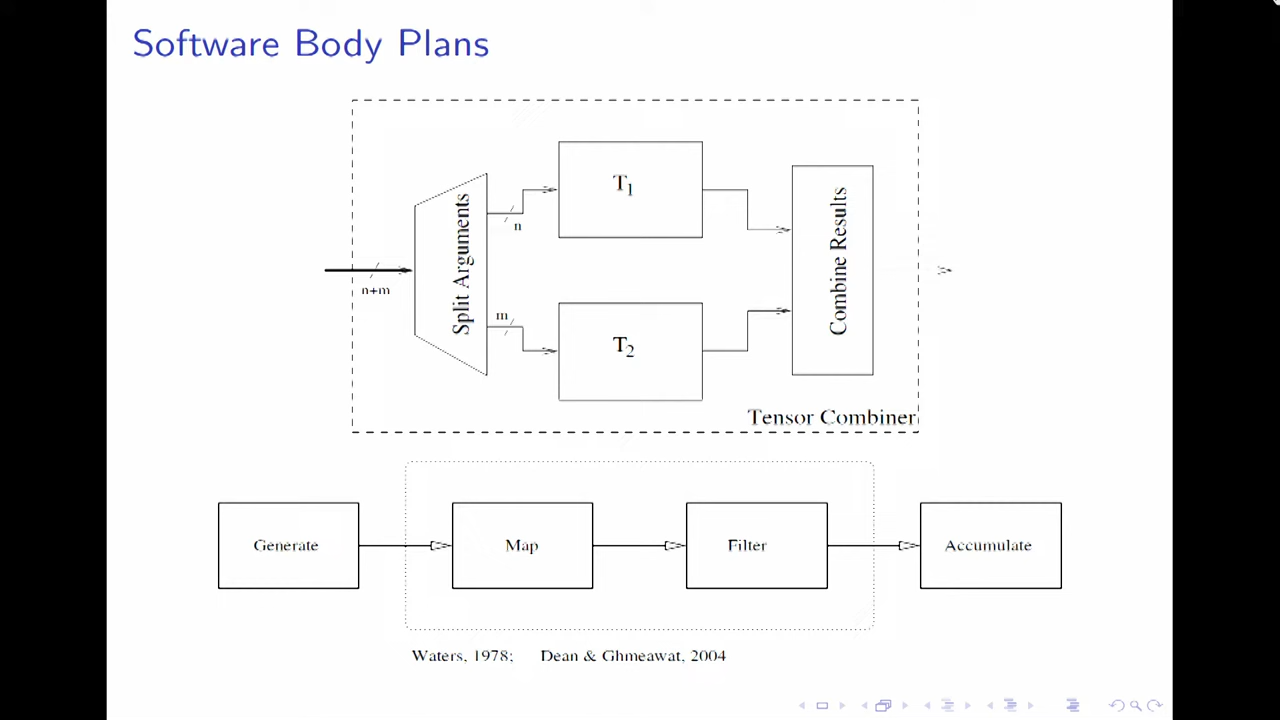 Software Body Plans
T1
n
n+m
Split Arguments
m
T2
Combine Results
Tensor Combiner
Generate
Map
Filter
Accumulate
Waters, 1978; Dean & Ghmeawat, 2004